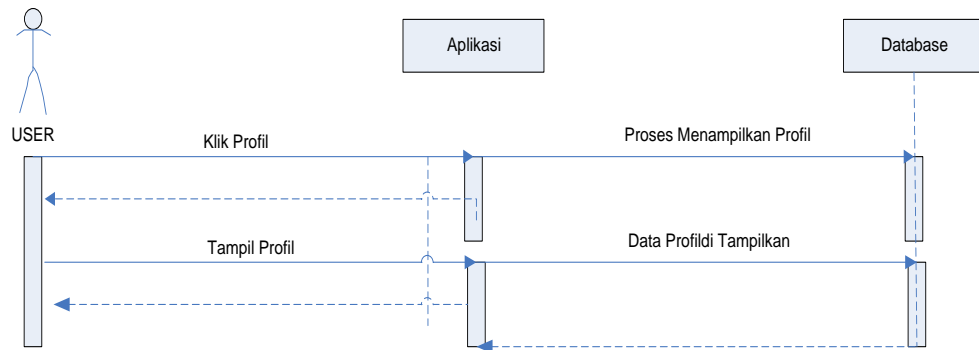 Aplikasi
Database
USER
Klik Profil
Proses Menampilkan Profil
Tampil Profil
Data Profildi Tampilkan